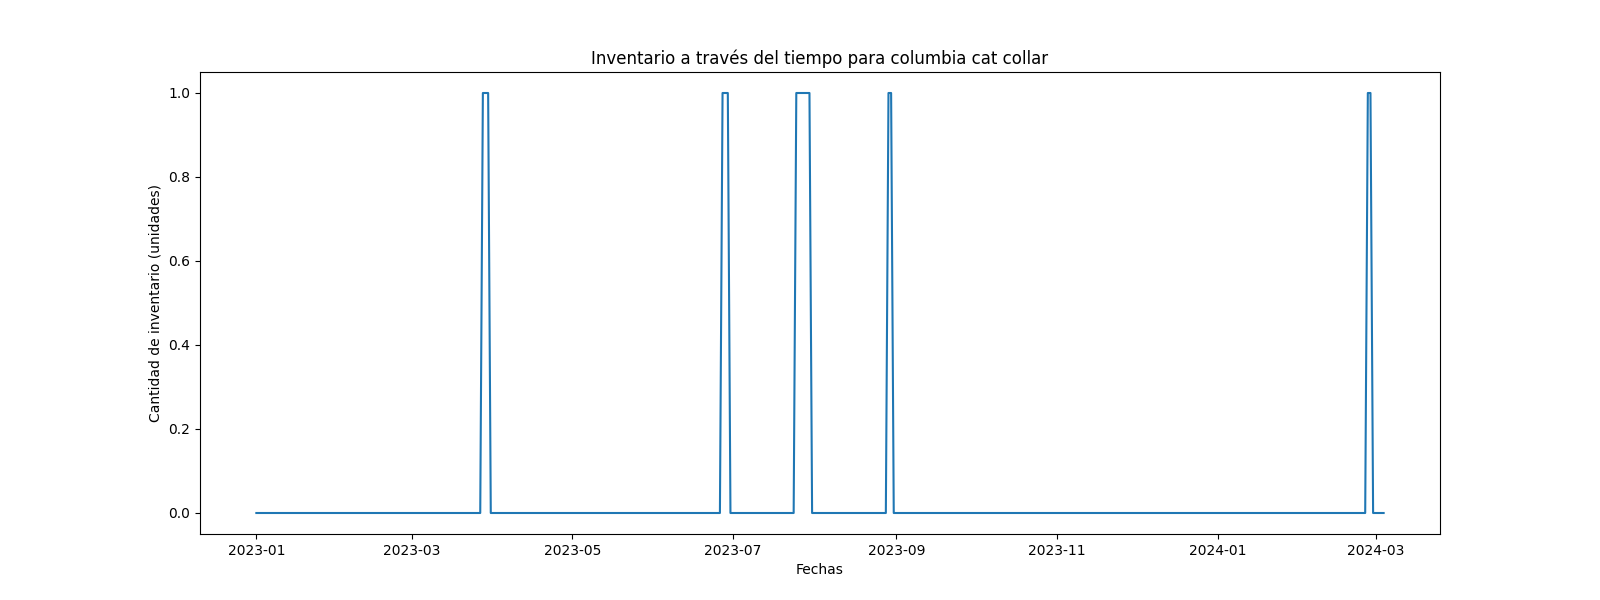 Inventario a través del tiempo para columbia cat collar
Cantidad de inventario (unidades)
1.0
0.8
0.6
0.4
0.2
0.0
2023-01 2023-03 2023-05 2023-07 2023-09 2023-11 2024-01 2024-03
Fechas